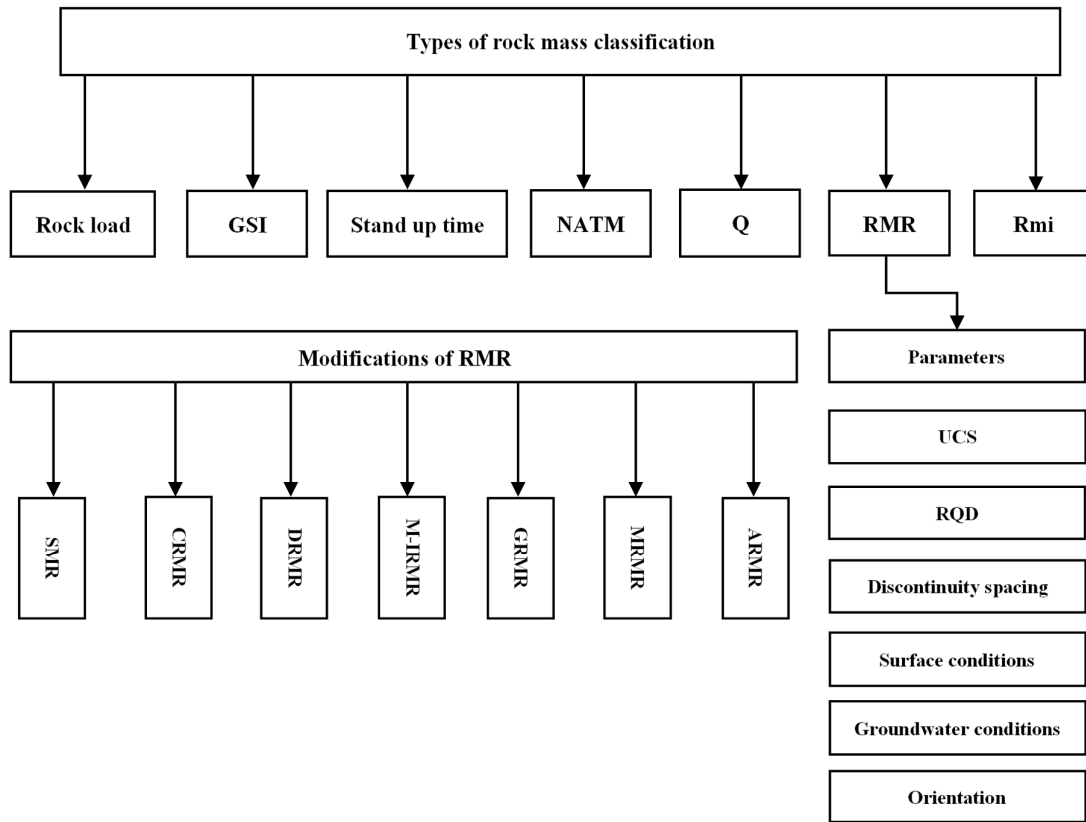 Types of rock mass classification
Rock load
GSI
Stand up time
NATM
Q
RMR
Rmi
Modifications of RMR
SMR
CRMR
DRMR
M-IRMR
GRMR
MRMR
ARMR
Parameters
UCS
RQD
Discontinuity spacing
Surface conditions
Groundwater conditions
Orientation